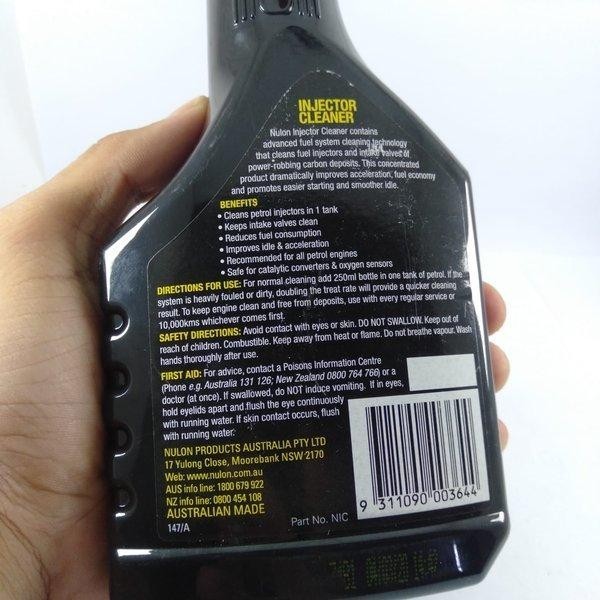 INJECTOR
CLEANER
Nulon Injector Cleaner contains
advanced fuel system cleaning technology
that cleans fuel injectors and intake valves of
power-robbing carbon deposits. This concentrated
product dramatically improves acceleration, fuel economy
and promotes easier starting and smoother idle.
BENEFITS
• Cleans petrol injectors in 1 tank
• Keeps intake valves clean
• Reduces fuel consumption
• Improves idle & acceleration
• Recommended for all petrol engines
• Safe for catalytic converters & oxygen sensors
DIRECTIONS FOR USE: For normal cleaning add 250ml bottle in one tank of petrol. If the
system is heavily fouled or dirty, doubling the treat rate will provide a quicker cleaning
result. To keep engine clean and free from deposits, use with every regular service or
10,000kms whichever comes first.
SAFETY DIRECTIONS: Avoid contact with eyes or skin. DO NOT SWALLOW. Keep out of
reach of children. Combustible. Keep away from heat or flame. Do not breathe vapour. Wash
hands thoroughly after use.
FIRST AID: For advice, contact a Poisons Information Centre
(Phone e.g. Australia 131 126; New Zealand 0800 764 766) or a
doctor (at once). If swallowed, do NOT induce vomiting. If in eyes,
hold eyelids apart and flush the eye continuously
with running water. If skin contact occurs, flush
with running water.
NULON PRODUCTS AUSTRALIA PTY LTD
17 Yulong Close, Moorebank NSW 2170
Web: www.nulon.com.au
AUS info line: 1800 679 922
NZ info line: 0800 454 108
AUSTRALIAN MADE
147/A
Part No. NIC
9 311090 003644